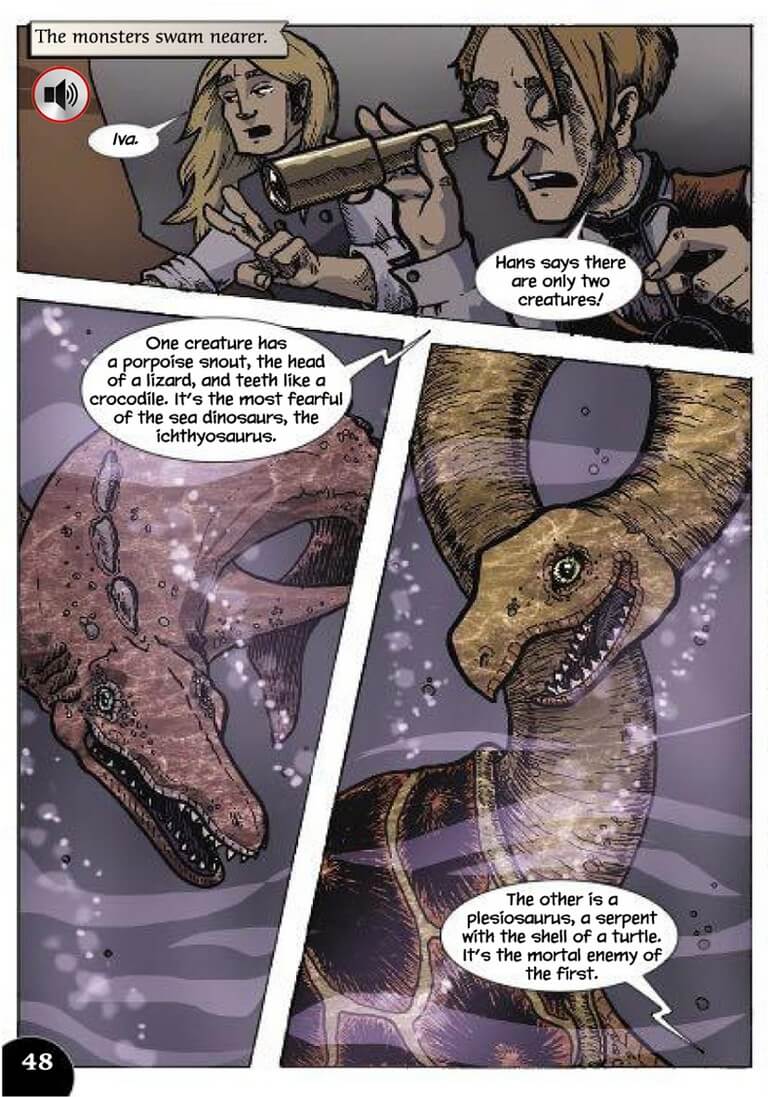 The monsters swam nearer.
Iva.
Hans says there
are only two
creatures!
One creature has
a porpoise snout, the head
of a lizard, and teeth like a
crocodile. It's the most fearful
of the sea dinosaurs, the
ichthyosaurus.
The other is a
plesiosaurus, a serpent
with the shell of a turtle.
It's the mortal enemy of
the first.
48